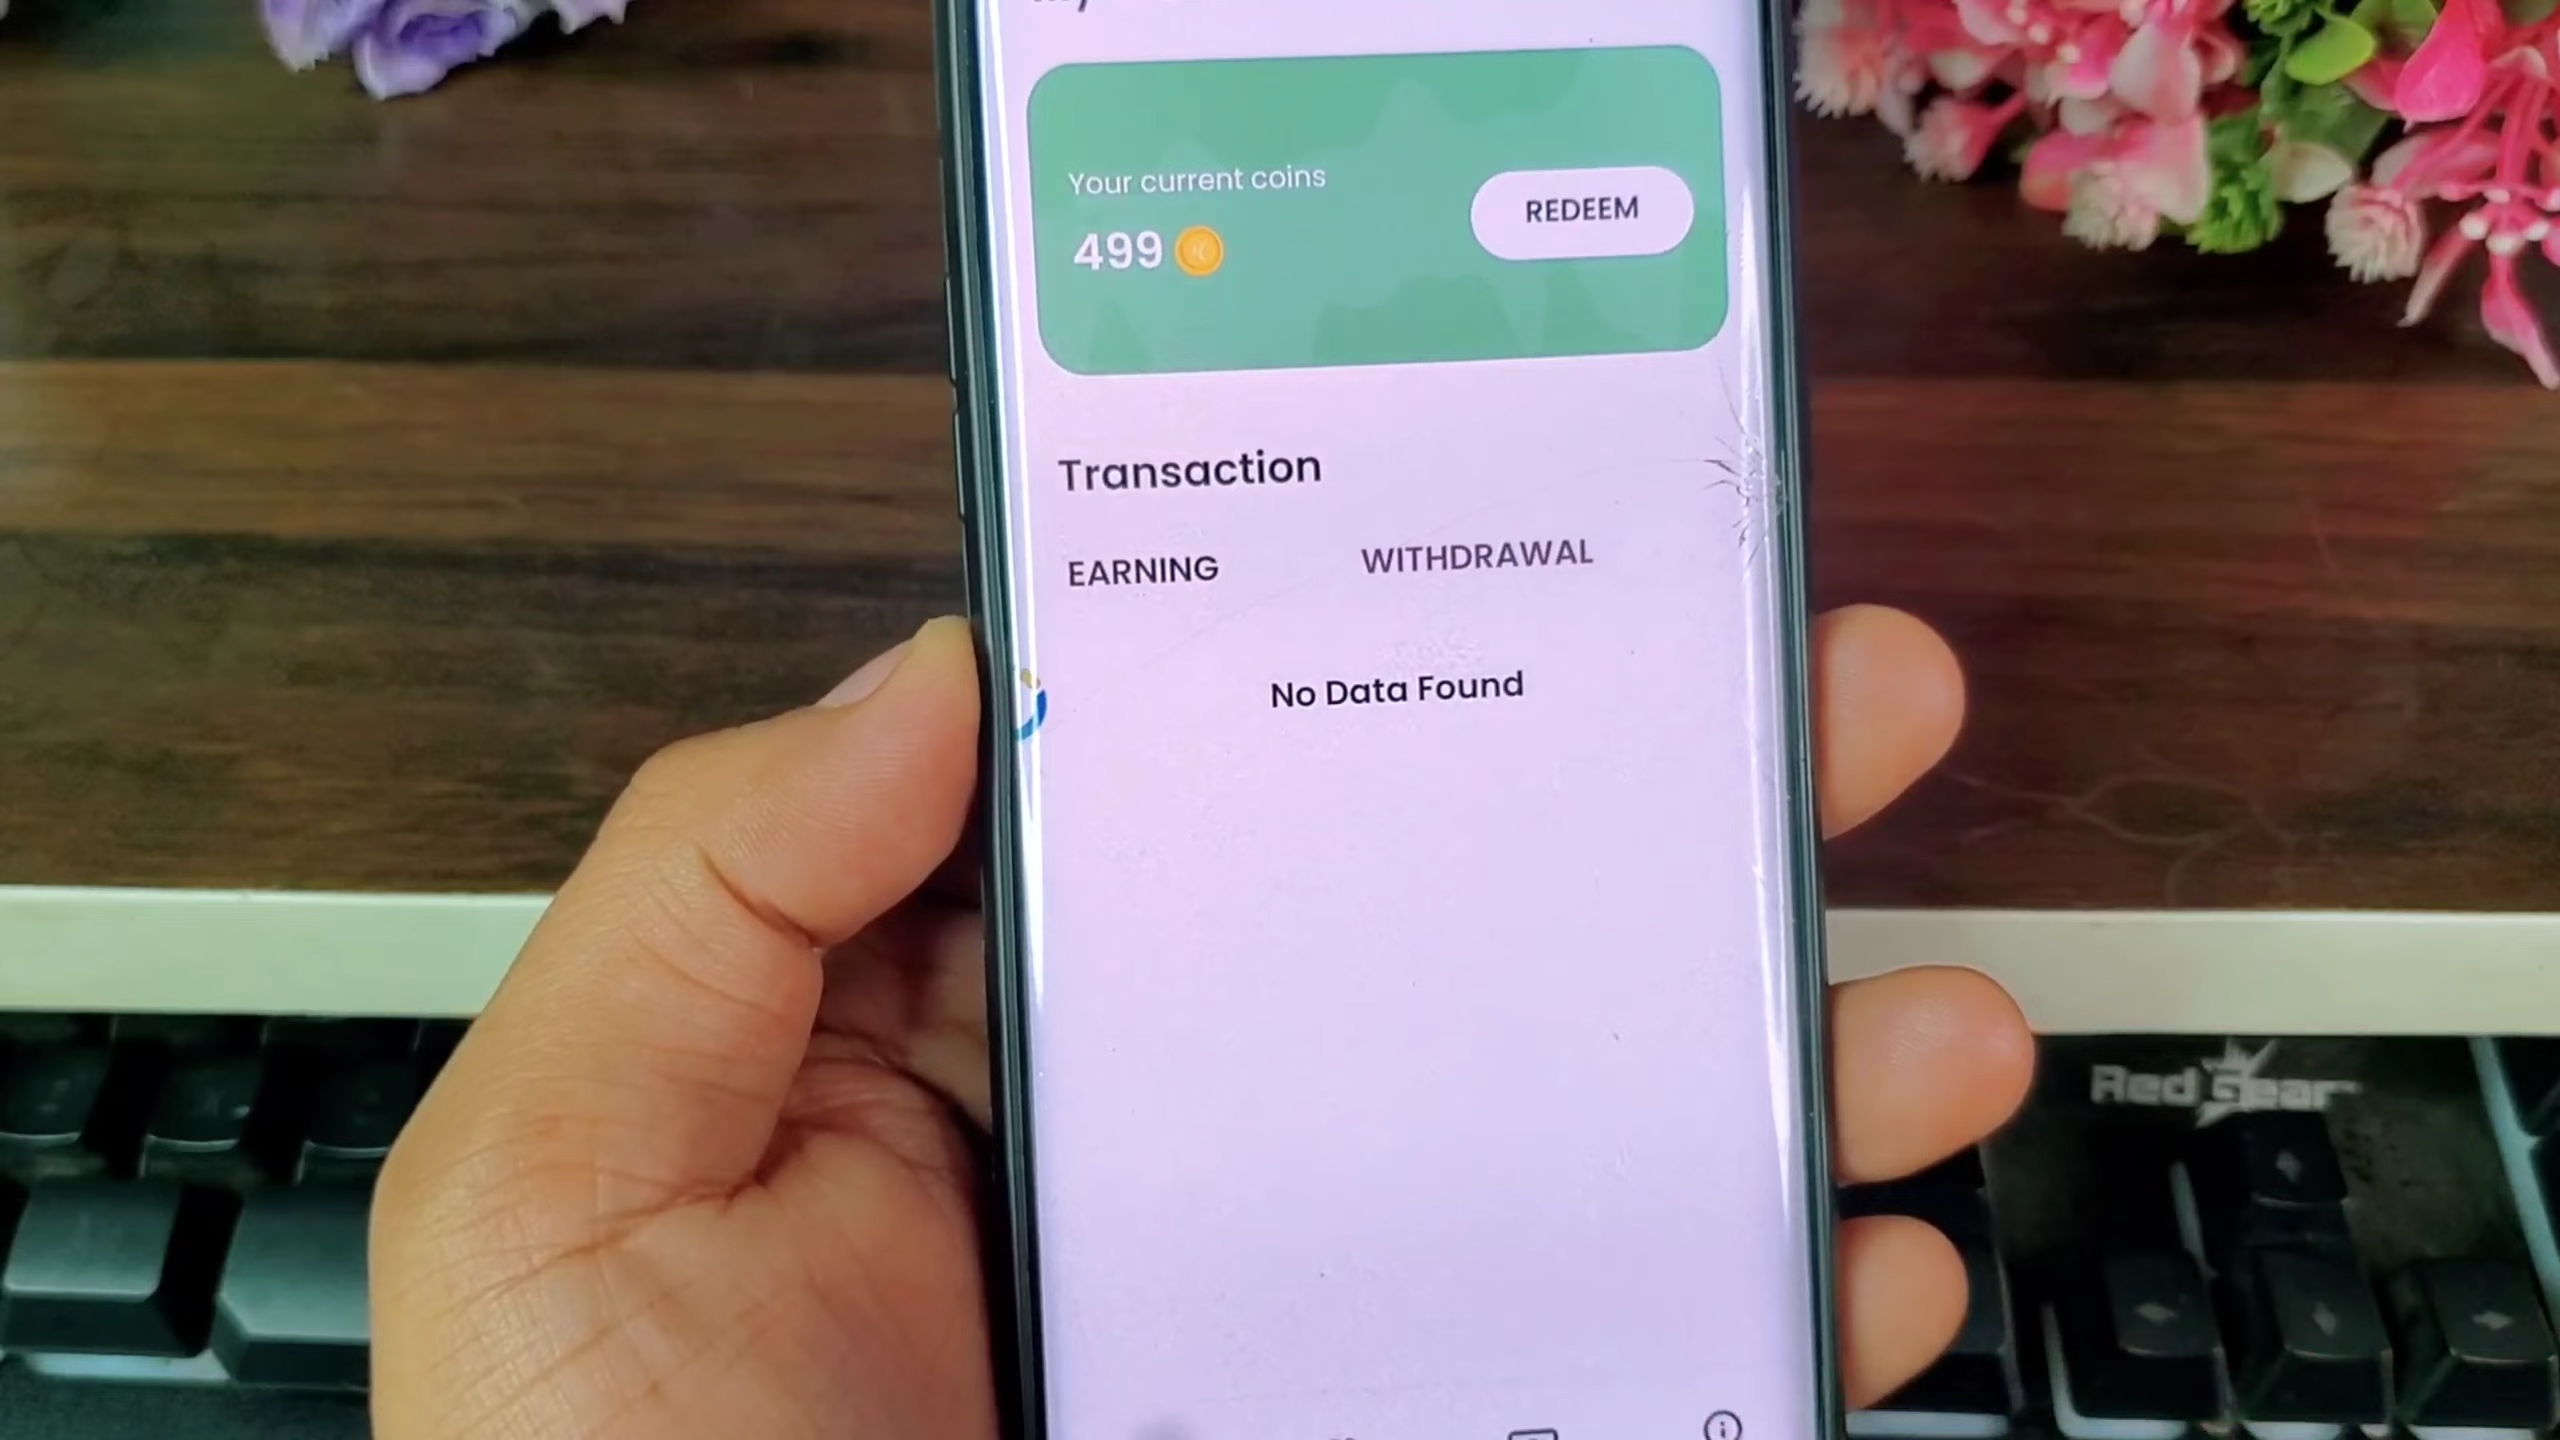 Your current coins
499
REDEEM
Transaction
EARNING
WITHDRAWAL
No Data Found
Red Gear